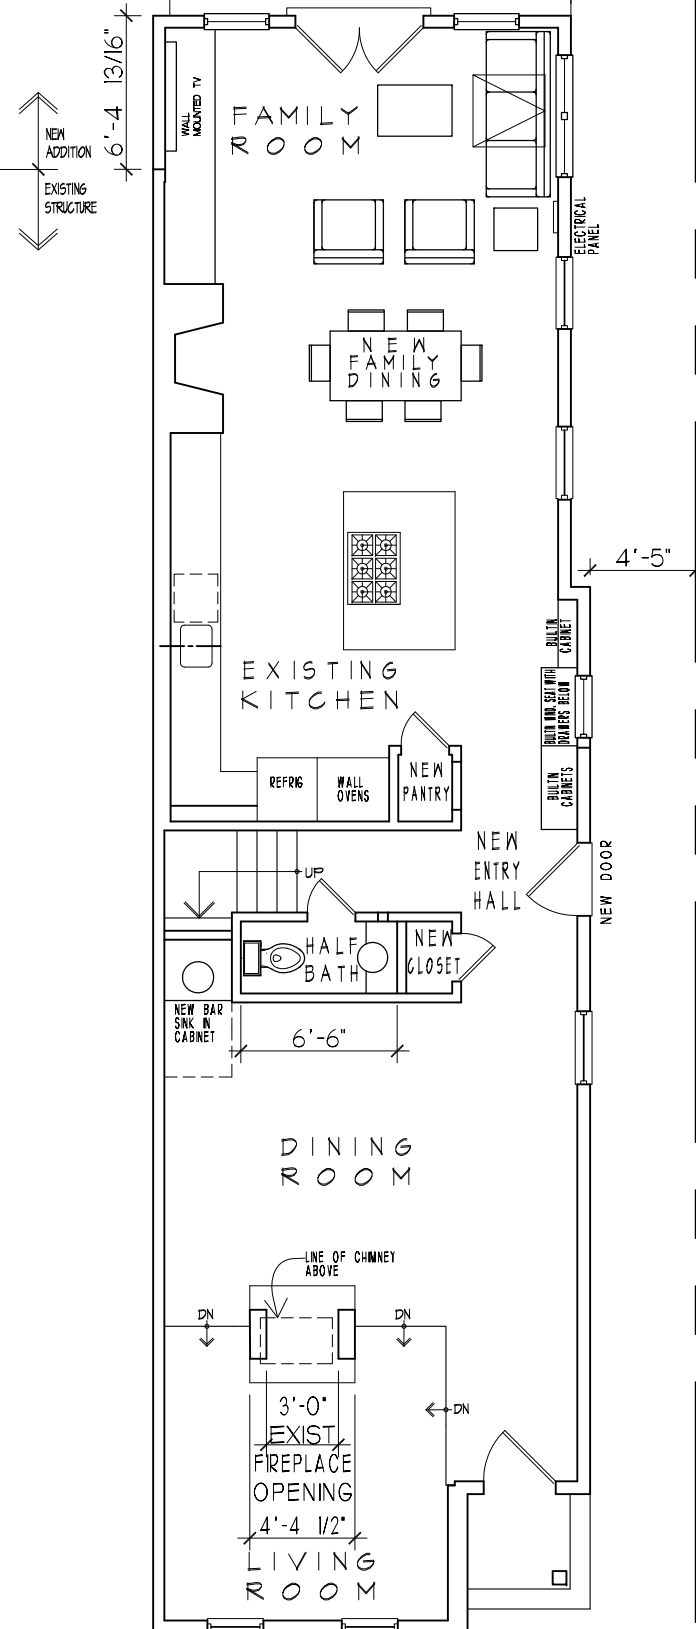 6'-4 13/16"
WALL
MOUNTED TV
FAMILY
ROOM
NEW
ADDITION
EXISTING
STRUCTURE
ELECTRICAL
PANEL
NEW
FAMILY
DINING
4'-5"
BUILTIN
CABINET
EXISTING
KITCHEN
BUILTIN WIND. SEAT WITH
DRAWERS BELOW
REFRIG
WALL
OVENS
NEW
PANTRY
BUILTIN
CABINETS
NEW
ENTRY
HALL
NEW DOOR
UP
HALF
BATH
NEW
CLOSET
NEW BAR
SINK IN
CABINET
6'-6"
DINING
ROOM
LINE OF CHIMNEY
ABOVE
DN
DN
3'-0"
EXIST
FIREPLACE
OPENING
DN
4'-4 1/2"
LIVING
ROOM